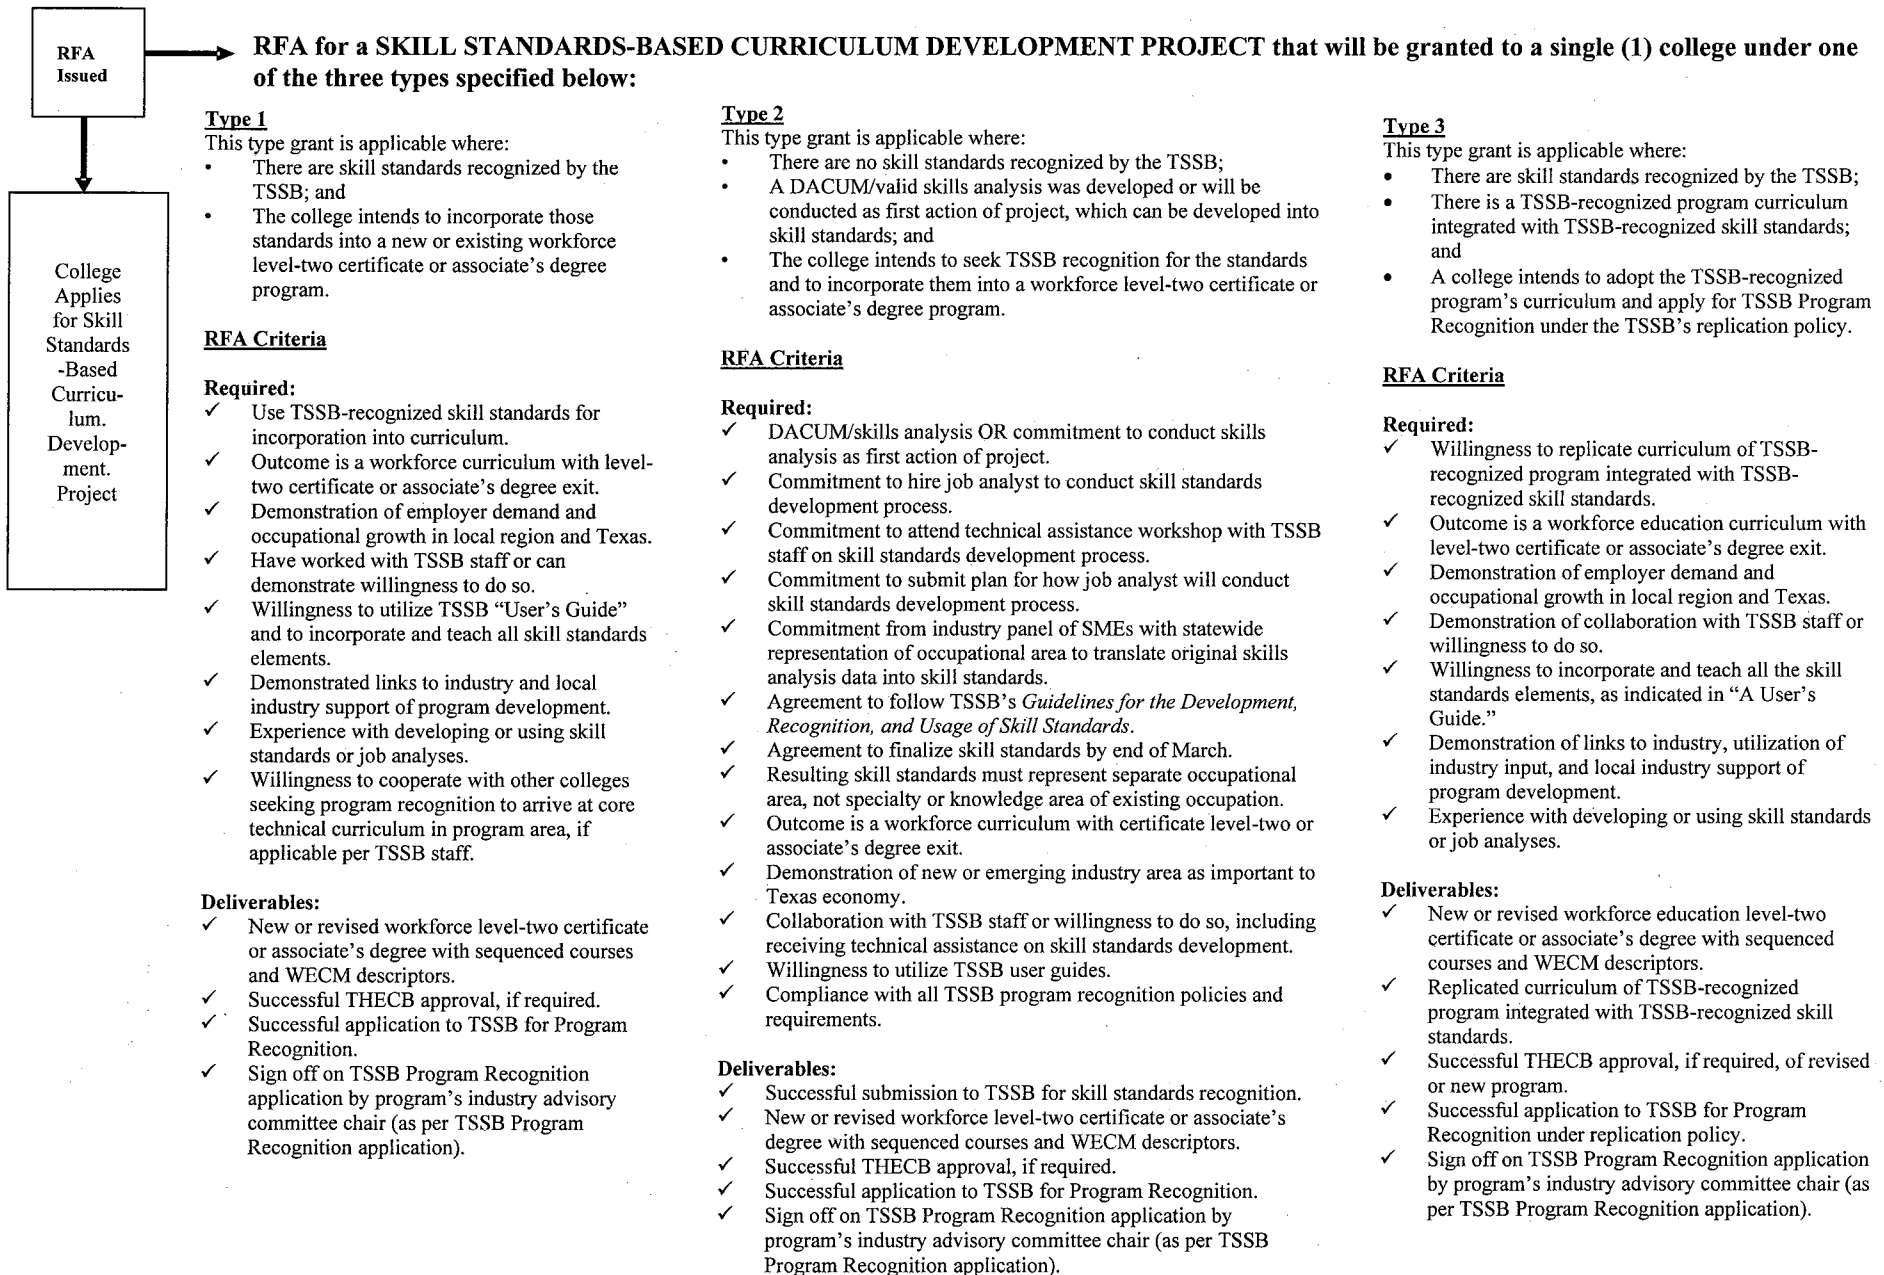 RFA
Issued
RFA for a SKILL STANDARDS-BASED CURRICULUM DEVELOPMENT PROJECT that will be granted to a single (1) college under one
of the three types specified below:
College
Applies
for Skill
Standards
-Based
Curricu-
lum.
Develop-
ment.
Project
Type 1
This type grant is applicable where:
• There are skill standards recognized by the
TSSB; and
• The college intends to incorporate those
standards into a new or existing workforce
level-two certificate or associate's degree
program.
RFA Criteria
Required:
✓ Use TSSB-recognized skill standards for
incorporation into curriculum.
✓ Outcome is a workforce curriculum with level-
two certificate or associate's degree exit.
✓ Demonstration of employer demand and
occupational growth in local region and Texas.
✓ Have worked with TSSB staff or can
demonstrate willingness to do so.
✓ Willingness to utilize TSSB "User's Guide"
and to incorporate and teach all skill standards
elements.
✓ Demonstrated links to industry and local
industry support of program development.
✓ Experience with developing or using skill
standards or job analyses.
✓ Willingness to cooperate with other colleges
seeking program recognition to arrive at core
technical curriculum in program area, if
applicable per TSSB staff.
Deliverables:
✓ New or revised workforce level-two certificate
or associate's degree with sequenced courses
and WECM descriptors.
✓ Successful THECB approval, if required.
✓ Successful application to TSSB for Program
Recognition.
✓ Sign off on TSSB Program Recognition
application by program's industry advisory
committee chair (as per TSSB Program
Recognition application).
Type 2
This type grant is applicable where:
• There are no skill standards recognized by the TSSB;
• A DACUM/valid skills analysis was developed or will be
conducted as first action of project, which can be developed into
skill standards; and
• The college intends to seek TSSB recognition for the standards
and to incorporate them into a workforce level-two certificate or
associate's degree program.
RFA Criteria
Required:
✓ DACUM/skills analysis OR commitment to conduct skills
analysis as first action of project.
✓ Commitment to hire job analyst to conduct skill standards
development process.
✓ Commitment to attend technical assistance workshop with TSSB
staff on skill standards development process.
✓ Commitment to submit plan for how job analyst will conduct
skill standards development process.
✓ Commitment from industry panel of SMEs with statewide
representation of occupational area to translate original skills
analysis data into skill standards.
✓ Agreement to follow TSSB's Guidelines for the Development,
Recognition, and Usage of Skill Standards.
✓ Agreement to finalize skill standards by end of March.
✓ Resulting skill standards must represent separate occupational
area, not specialty or knowledge area of existing occupation.
✓ Outcome is a workforce curriculum with certificate level-two or
associate's degree exit.
✓ Demonstration of new or emerging industry area as important to
Texas economy.
✓ Collaboration with TSSB staff or willingness to do so, including
receiving technical assistance on skill standards development.
✓ Willingness to utilize TSSB user guides.
✓ Compliance with all TSSB program recognition policies and
requirements.
Deliverables:
✓ Successful submission to TSSB for skill standards recognition.
✓ New or revised workforce level-two certificate or associate's
degree with sequenced courses and WECM descriptors.
✓ Successful THECB approval, if required.
✓ Successful application to TSSB for Program Recognition.
✓ Sign off on TSSB Program Recognition application by
program's industry advisory committee chair (as per TSSB
Program Recognition application).
Type 3
This type grant is applicable where:
• There are skill standards recognized by the TSSB;
• There is a TSSB-recognized program curriculum
integrated with TSSB-recognized skill standards;
and
• A college intends to adopt the TSSB-recognized
program's curriculum and apply for TSSB Program
Recognition under the TSSB's replication policy.
RFA Criteria
Required:
✓ Willingness to replicate curriculum of TSSB-
recognized program integrated with TSSB-
recognized skill standards.
✓ Outcome is a workforce education curriculum with
level-two certificate or associate's degree exit.
✓ Demonstration of employer demand and
occupational growth in local region and Texas.
✓ Demonstration of collaboration with TSSB staff or
willingness to do so.
✓ Willingness to incorporate and teach all the skill
standards elements, as indicated in "A User's
Guide."
✓ Demonstration of links to industry, utilization of
industry input, and local industry support of
program development.
✓ Experience with developing or using skill standards
or job analyses.
Deliverables:
✓ New or revised workforce education level-two
certificate or associate's degree with sequenced
courses and WECM descriptors.
✓ Replicated curriculum of TSSB-recognized
program integrated with TSSB-recognized skill
standards.
✓ Successful THECB approval, if required, of revised
or new program.
✓ Successful application to TSSB for Program
Recognition under replication policy.
✓ Sign off on TSSB Program Recognition application
by program's industry advisory committee chair (as
per TSSB Program Recognition application).